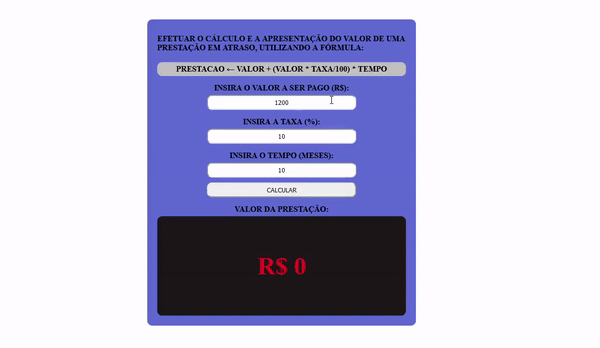 EFETUAR O CÁLCULO E A APRESENTAÇÃO DO VALOR DE UMA
PRESTAÇÃO EM ATRASO, UTILIZANDO A FÓRMULA:
PRESTACAO ← VALOR + (VALOR * TAXA/100) * TEMPO
INSIRA O VALOR A SER PAGO (R$):
1200
INSIRA A TAXA (%):
10
INSIRA O TEMPO (MESES):
10
CALCULAR
VALOR DA PRESTAÇÃO:
R$ 0